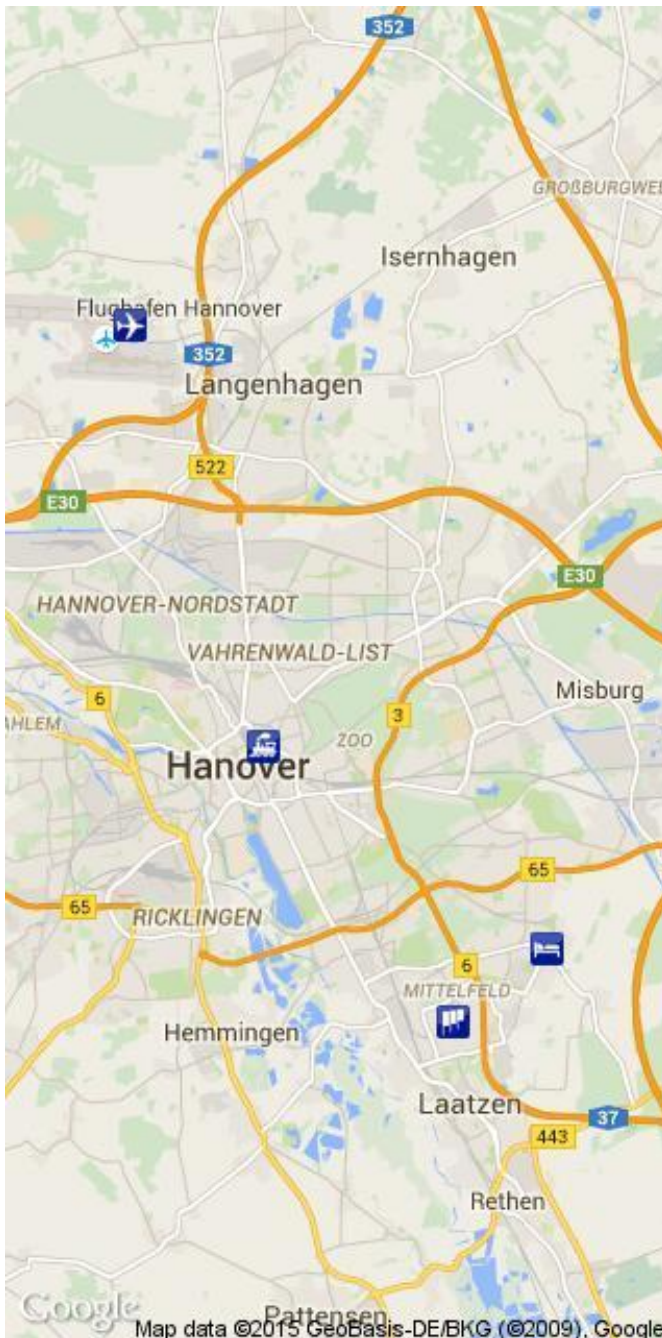 352
GROßBURGWE
Isernhagen
Flughafen Hannover
352
Langenhagen
522
E30
E30
HANNOVER-NORDSTADT
VAHRENWALD-LIST
Misburg
6
3
AHLEM
ZOO
Hanover
65
65
RICKLINGEN
6
MITTELFELD
Hemmingen
Laatzen
37
443
Rethen
Google
Pattensen
Map data ©2015 GeoBasis-DE/BKG (©2009), Google